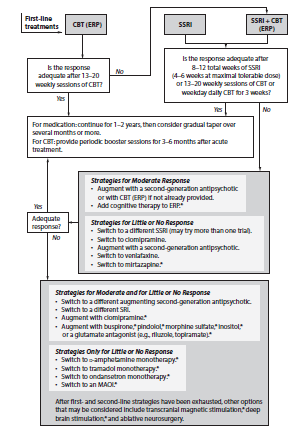 First-line
treatments
CBT (ERP)
SSRI
SSRI + CBT
(ERP)
Is the response
adequate after 13–20
weekly sessions of CBT?
No
Is the response adequate after
8–12 total weeks of SSRI
(4–6 weeks at maximal tolerable dose)
or 13–20 weekly sessions of CBT or
weekday daily CBT for 3 weeks?
Yes
Yes
No
For medication: continue for 1–2 years, then consider gradual taper over
several months or more.
For CBT: provide periodic booster sessions for 3–6 months after acute
treatment.
Strategies for Moderate Response
• Augment with a second-generation antipsychotic
or with CBT (ERP) if not already provided.
• Add cognitive therapy to ERP.*
Yes
Adequate
response?
No
Strategies for Little or No Response
• Switch to a different SSRI (may try more than one trial).
• Switch to clomipramine.
• Augment with a second-generation antipsychotic.
• Switch to venlafaxine.
• Switch to mirtazapine.*
Strategies for Moderate and for Little or No Response
• Switch to a different augmenting second-generation antipsychotic.
• Switch to a different SRI.
• Augment with clomipramine.*
• Augment with buspirone,* pindolol,* morphine sulfate,* inositol,*
or a glutamate antagonist (e.g., riluzole, topiramate).*
Strategies Only for Little or No Response
• Switch to D-amphetamine monotherapy.*
• Switch to tramadol monotherapy.*
• Switch to ondansetron monotherapy.*
• Switch to an MAOI.*
After first- and second-line strategies have been exhausted, other options
that may be considered include transcranial magnetic stimulation,* deep
brain stimulation,* and ablative neurosurgery.